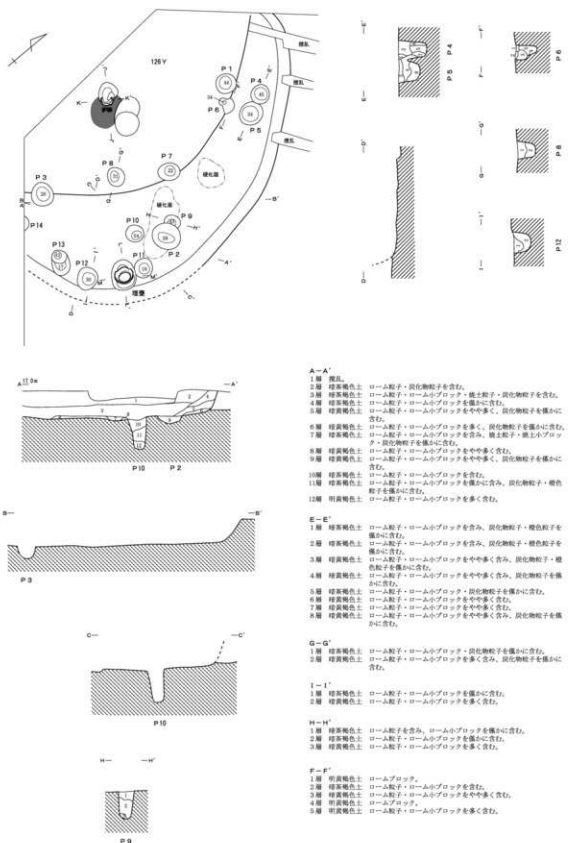 126Y
P1
P4
P6
P5
P7
P8
P3
P14
P13
P12
P10
P9
P2
P11
埋甕
炉
硬化面
硬化面
撹乱
撹乱
P4
P5
P6
P8
P12
A 17.0m A'
P10 P2
B B'
P3
C C'
P10
H H'
P9
A-A'
1層 撹乱。
2層 暗茶褐色土 ローム粒子・炭化物粒子を含む。
3層 暗茶褐色土 ローム粒子・ローム小ブロック・焼土粒子・炭化物粒子を含む。
4層 暗茶褐色土 ローム粒子・ローム小ブロックを僅かに含む。
5層 暗茶褐色土 ローム粒子・ローム小ブロックをやや多く、炭化物粒子を僅かに
含む。
6層 暗黄褐色土 ローム粒子・ローム小ブロックを多く、炭化物粒子を僅かに含む。
7層 暗茶褐色土 ローム粒子・ローム小ブロックを含み、焼土粒子・焼土小ブロッ
ク・炭化物粒子を僅かに含む。
8層 暗黄褐色土 ローム粒子・ローム小ブロックをやや多く含む。
9層 暗黄褐色土 ローム粒子・ローム小ブロックをやや多く、炭化物粒子を僅かに
含む。
10層 暗茶褐色土 ローム粒子・ローム小ブロックを含む。
11層 暗茶褐色土 ローム粒子・ローム小ブロックを僅かに含み、炭化物粒子・橙色
粒子を僅かに含む。
12層 明黄褐色土 ローム粒子・ローム小ブロックを多く含む。
E-E'
1層 暗茶褐色土 ローム粒子・ローム小ブロックを含み、炭化物粒子・橙色粒子を
僅かに含む。
2層 暗茶褐色土 ローム粒子・ローム小ブロックを含み、炭化物粒子・橙色粒子を
僅かに含む。
3層 暗黄褐色土 ローム粒子・ローム小ブロックをやや多く含み、炭化物粒子・橙
色粒子を僅かに含む。
4層 暗黄褐色土 ローム粒子・ローム小ブロックをやや多く含み、炭化物粒子を僅
かに含む。
5層 暗茶褐色土 ローム粒子・ローム小ブロック・炭化物粒子を僅かに含む。
6層 暗黄褐色土 ローム粒子・ローム小ブロックをやや多く含む。
7層 暗黄褐色土 ローム粒子・ローム小ブロックをやや多く含む。
8層 暗黄褐色土 ローム粒子・ローム小ブロックをやや多く含み、炭化物粒子を僅
かに含む。
G-G'
1層 暗茶褐色土 ローム粒子・ローム小ブロック・炭化物粒子を僅かに含む。
2層 暗黄褐色土 ローム粒子・ローム小ブロックを多く含み、炭化物粒子を僅かに
含む。
I-I'
1層 暗茶褐色土 ローム粒子・ローム小ブロックを僅かに含む。
2層 暗黄褐色土 ローム粒子・ローム小ブロックを多く含む。
H-H'
1層 暗茶褐色土 ローム粒子を含み、ローム小ブロックを僅かに含む。
2層 暗茶褐色土 ローム粒子・ローム小ブロックを僅かに含む。
3層 暗黄褐色土 ローム粒子・ローム小ブロックを多く含む。
F-F'
1層 明黄褐色土 ロームブロック。
2層 暗茶褐色土 ローム粒子・ローム小ブロックを含む。
3層 暗茶褐色土 ローム粒子・ローム小ブロックをやや多く含む。
4層 明黄褐色土 ロームブロック。
5層 明黄褐色土 ローム粒子・ローム小ブロックを多く含む。